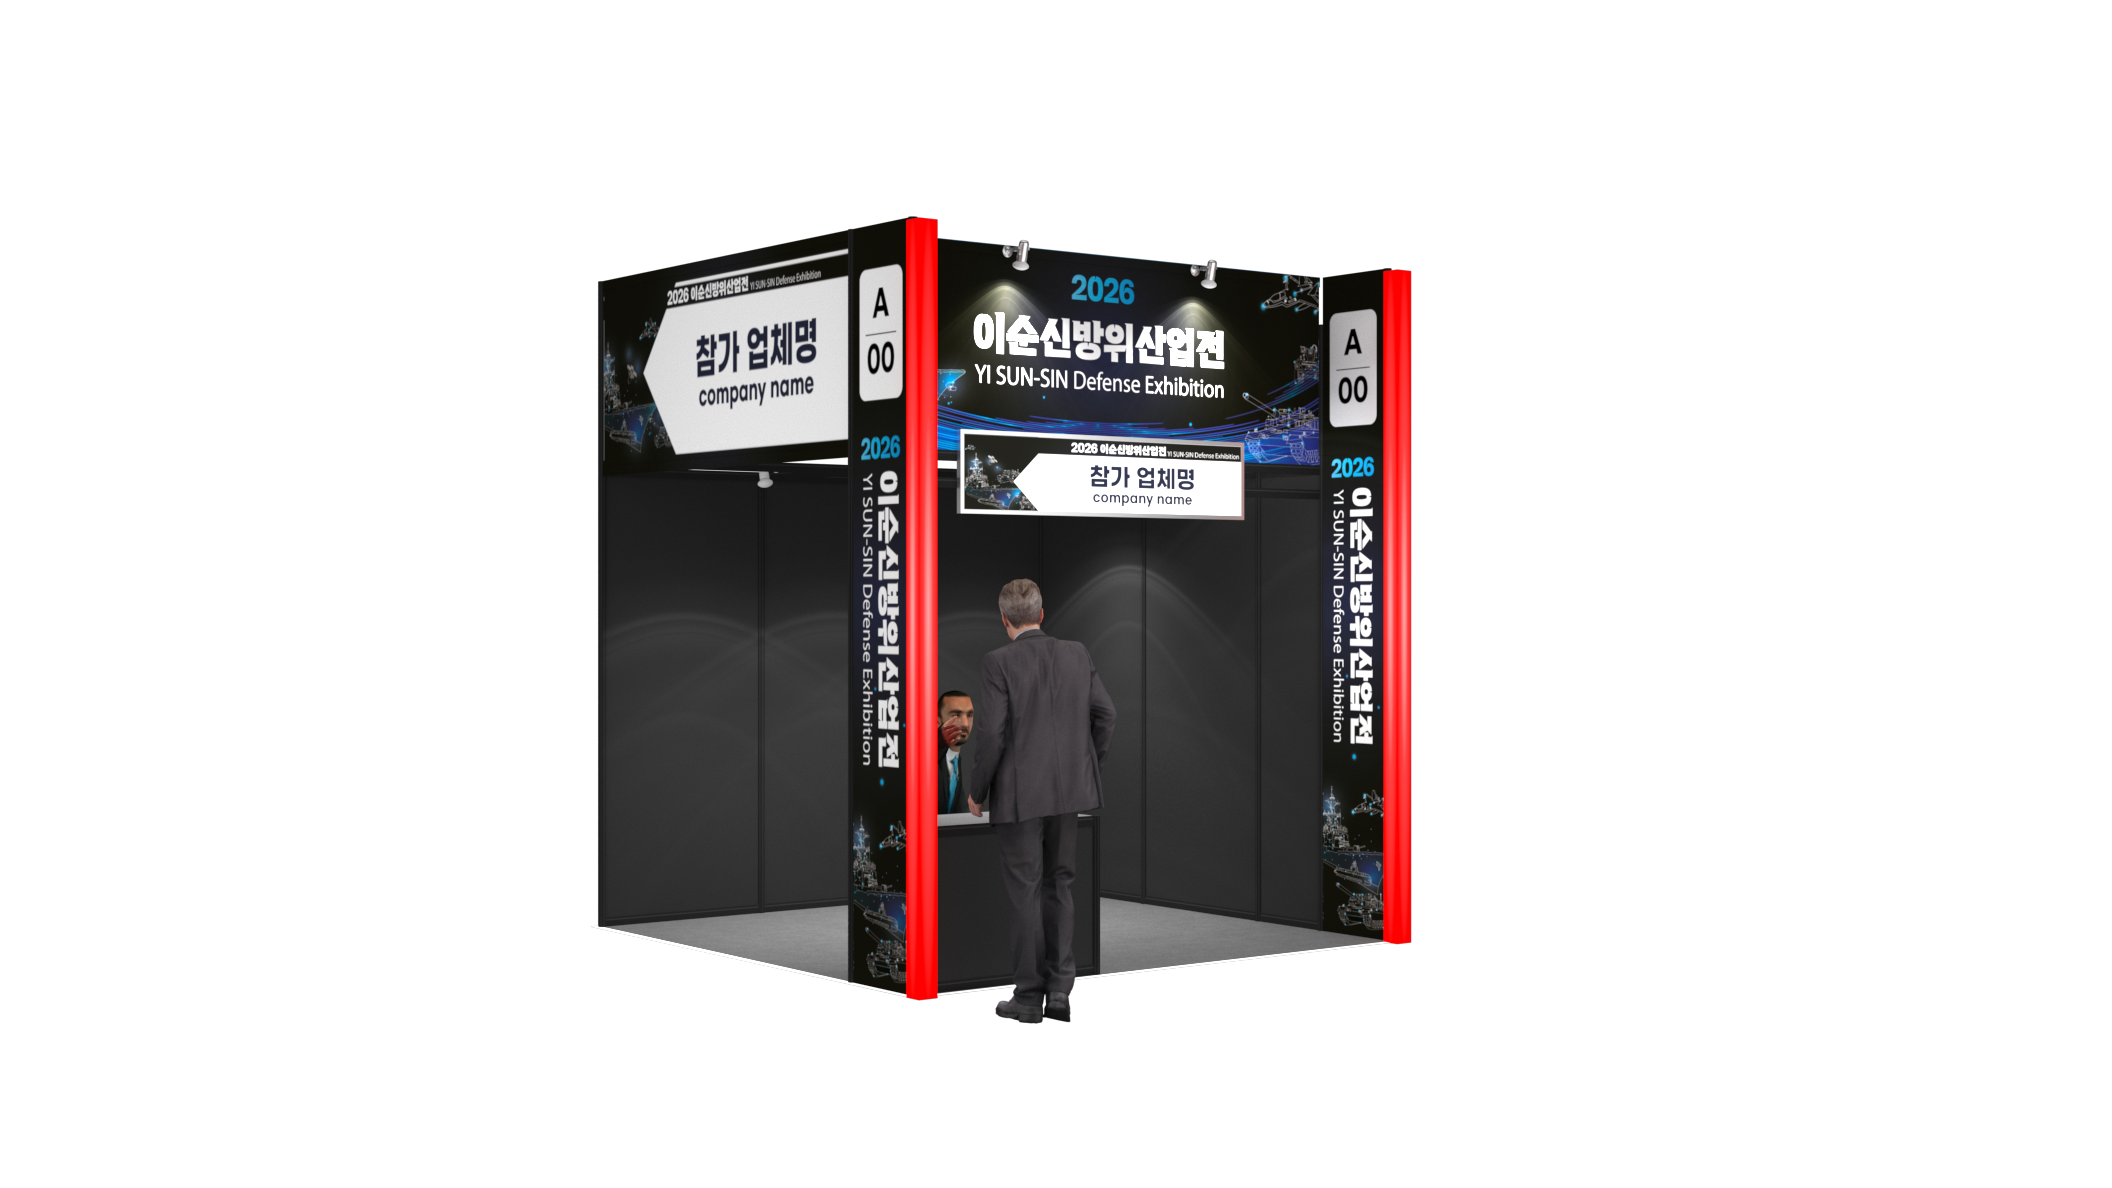 2026 이순신방위산업전 YI SUN-SIN Defense Exhibition
참가 업체명
company name
A
00
2026
이순신방위산업전
YI SUN-SIN Defense Exhibition
2026
이순신방위산업전
YI SUN-SIN Defense Exhibition
2026 이순신방위산업전 YI SUN-SIN Defense Exhibition
참가 업체명
company name
A
00
2026
이순신방위산업전
YI SUN-SIN Defense Exhibition